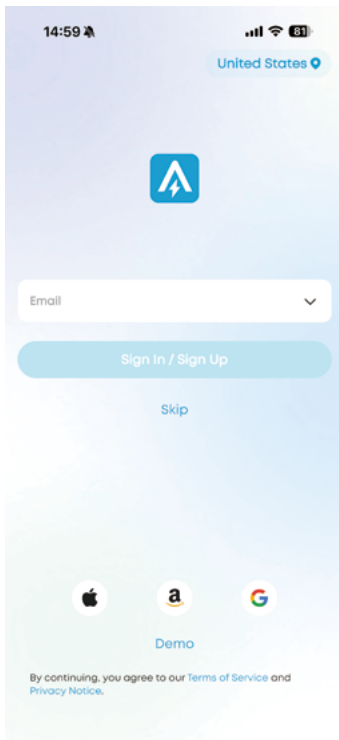 14:59
81
United States
Email
Sign In / Sign Up
Skip
a
G
Demo
By continuing, you agree to our Terms of Service and
Privacy Notice.